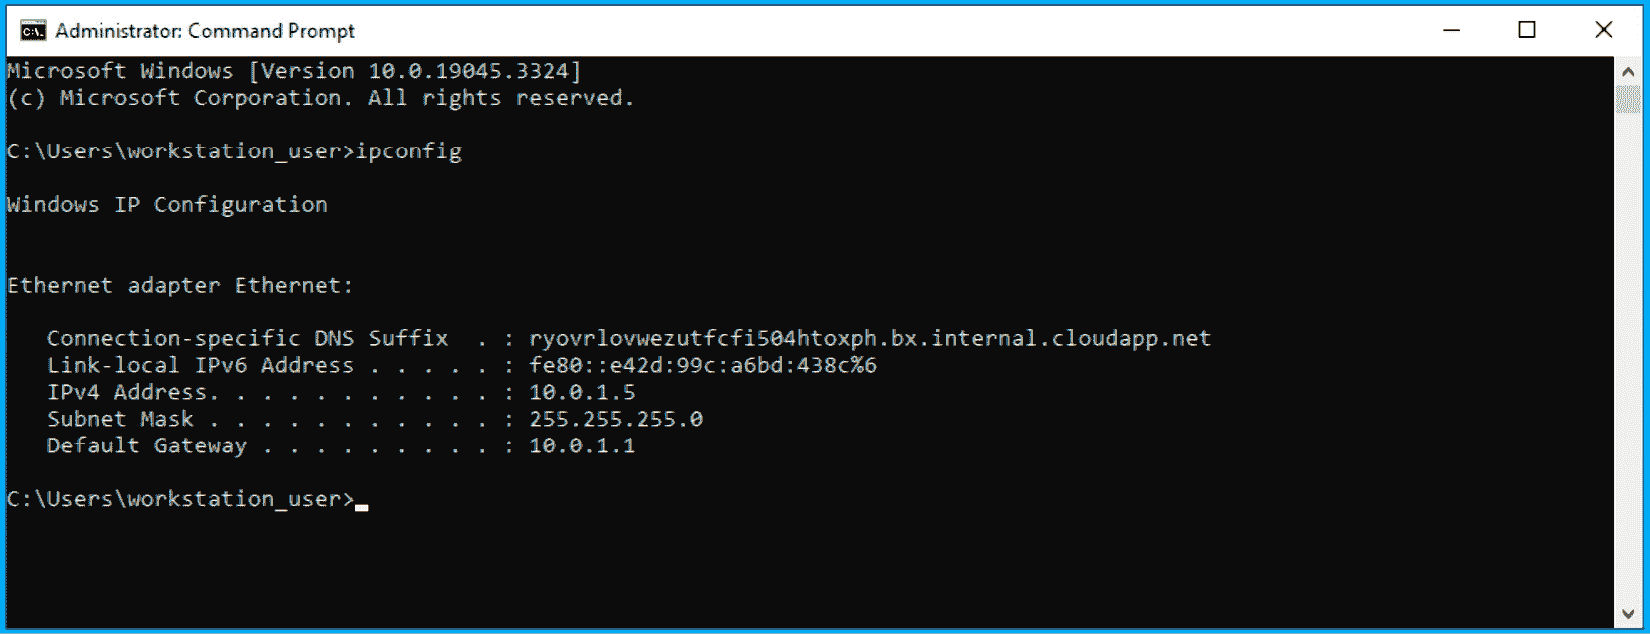 Administrator: Command Prompt
Microsoft Windows [Version 10.0.19045.3324]
(c) Microsoft Corporation. All rights reserved.
C:\Users\workstation_user>ipconfig
Windows IP Configuration
Ethernet adapter Ethernet:
Connection-specific DNS Suffix  . : ryovrlovwezutfcfi504htoxph.bx.internal.cloudapp.net
Link-local IPv6 Address . . . . . : fe80::e42d:99c:a6bd:438c%6
IPv4 Address. . . . . . . . . . . : 10.0.1.5
Subnet Mask . . . . . . . . . . . : 255.255.255.0
Default Gateway . . . . . . . . . : 10.0.1.1
C:\Users\workstation_user>